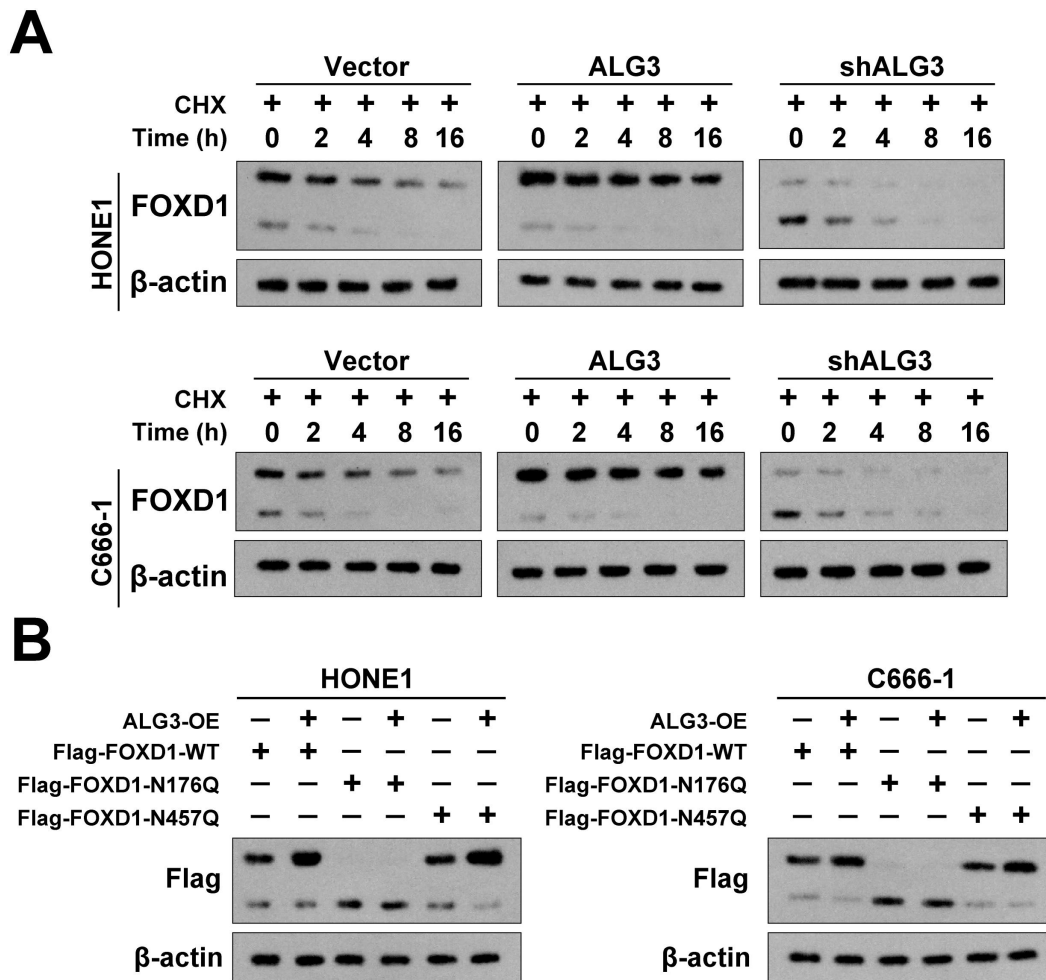 A
Vector ALG3 shALG3
CHX + + + + + + + + + + + + + + +
Time (h) 0 2 4 8 16 0 2 4 8 16 0 2 4 8 16
HONE1
FOXD1
β-actin
Vector ALG3 shALG3
CHX + + + + + + + + + + + + + + +
Time (h) 0 2 4 8 16 0 2 4 8 16 0 2 4 8 16
C666-1
FOXD1
β-actin
B
HONE1 C666-1
ALG3-OE − + − + − + ALG3-OE − + − + − +
Flag-FOXD1-WT + + − − − − Flag-FOXD1-WT + + − − − −
Flag-FOXD1-N176Q − − + + − − Flag-FOXD1-N176Q − − + + − −
Flag-FOXD1-N457Q − − − − + + Flag-FOXD1-N457Q − − − − + +
Flag Flag
β-actin β-actin